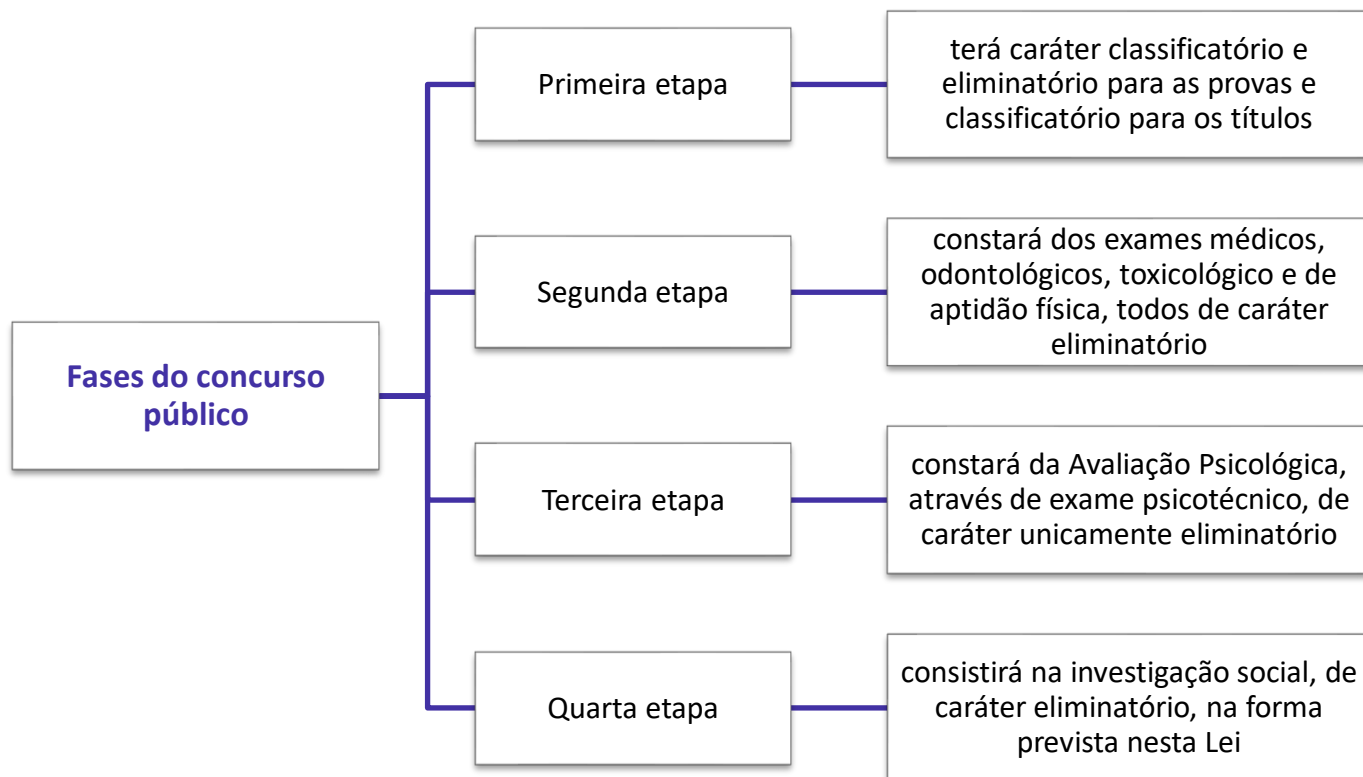 Fases do concurso
público
Primeira etapa
terá caráter classificatório e
eliminatório para as provas e
classificatório para os títulos
Segunda etapa
constará dos exames médicos,
odontológicos, toxicológico e de
aptidão física, todos de caráter
eliminatório
Terceira etapa
constará da Avaliação Psicológica,
através de exame psicotécnico, de
caráter unicamente eliminatório
Quarta etapa
consistirá na investigação social, de
caráter eliminatório, na forma
prevista nesta Lei